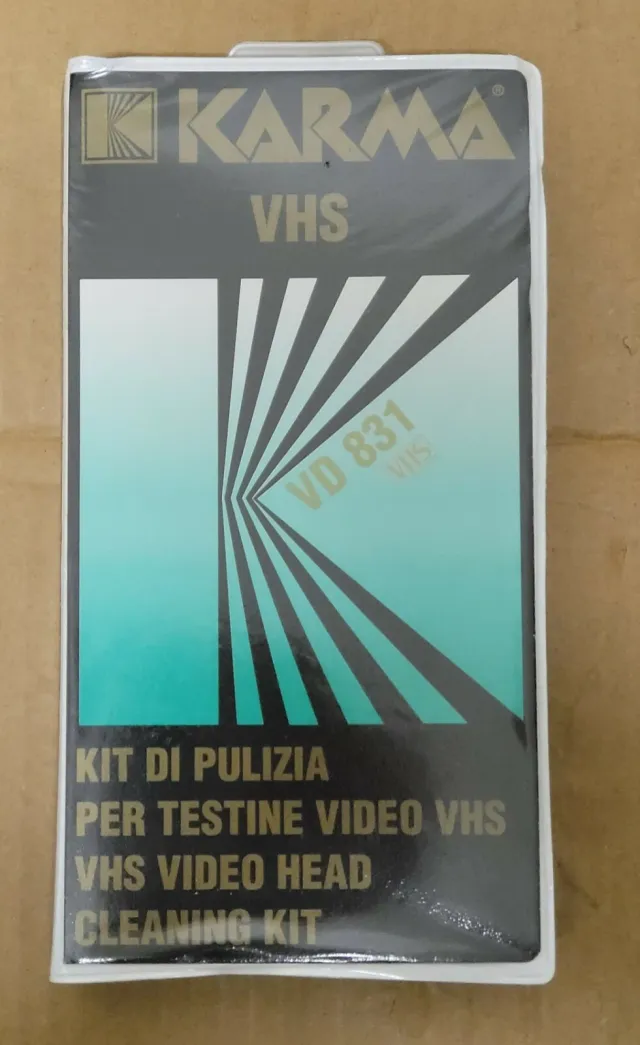 KARMA®
VHS
VD 831
VHS
KIT DI PULIZIA
PER TESTINE VIDEO VHS
VHS VIDEO HEAD
CLEANING KIT